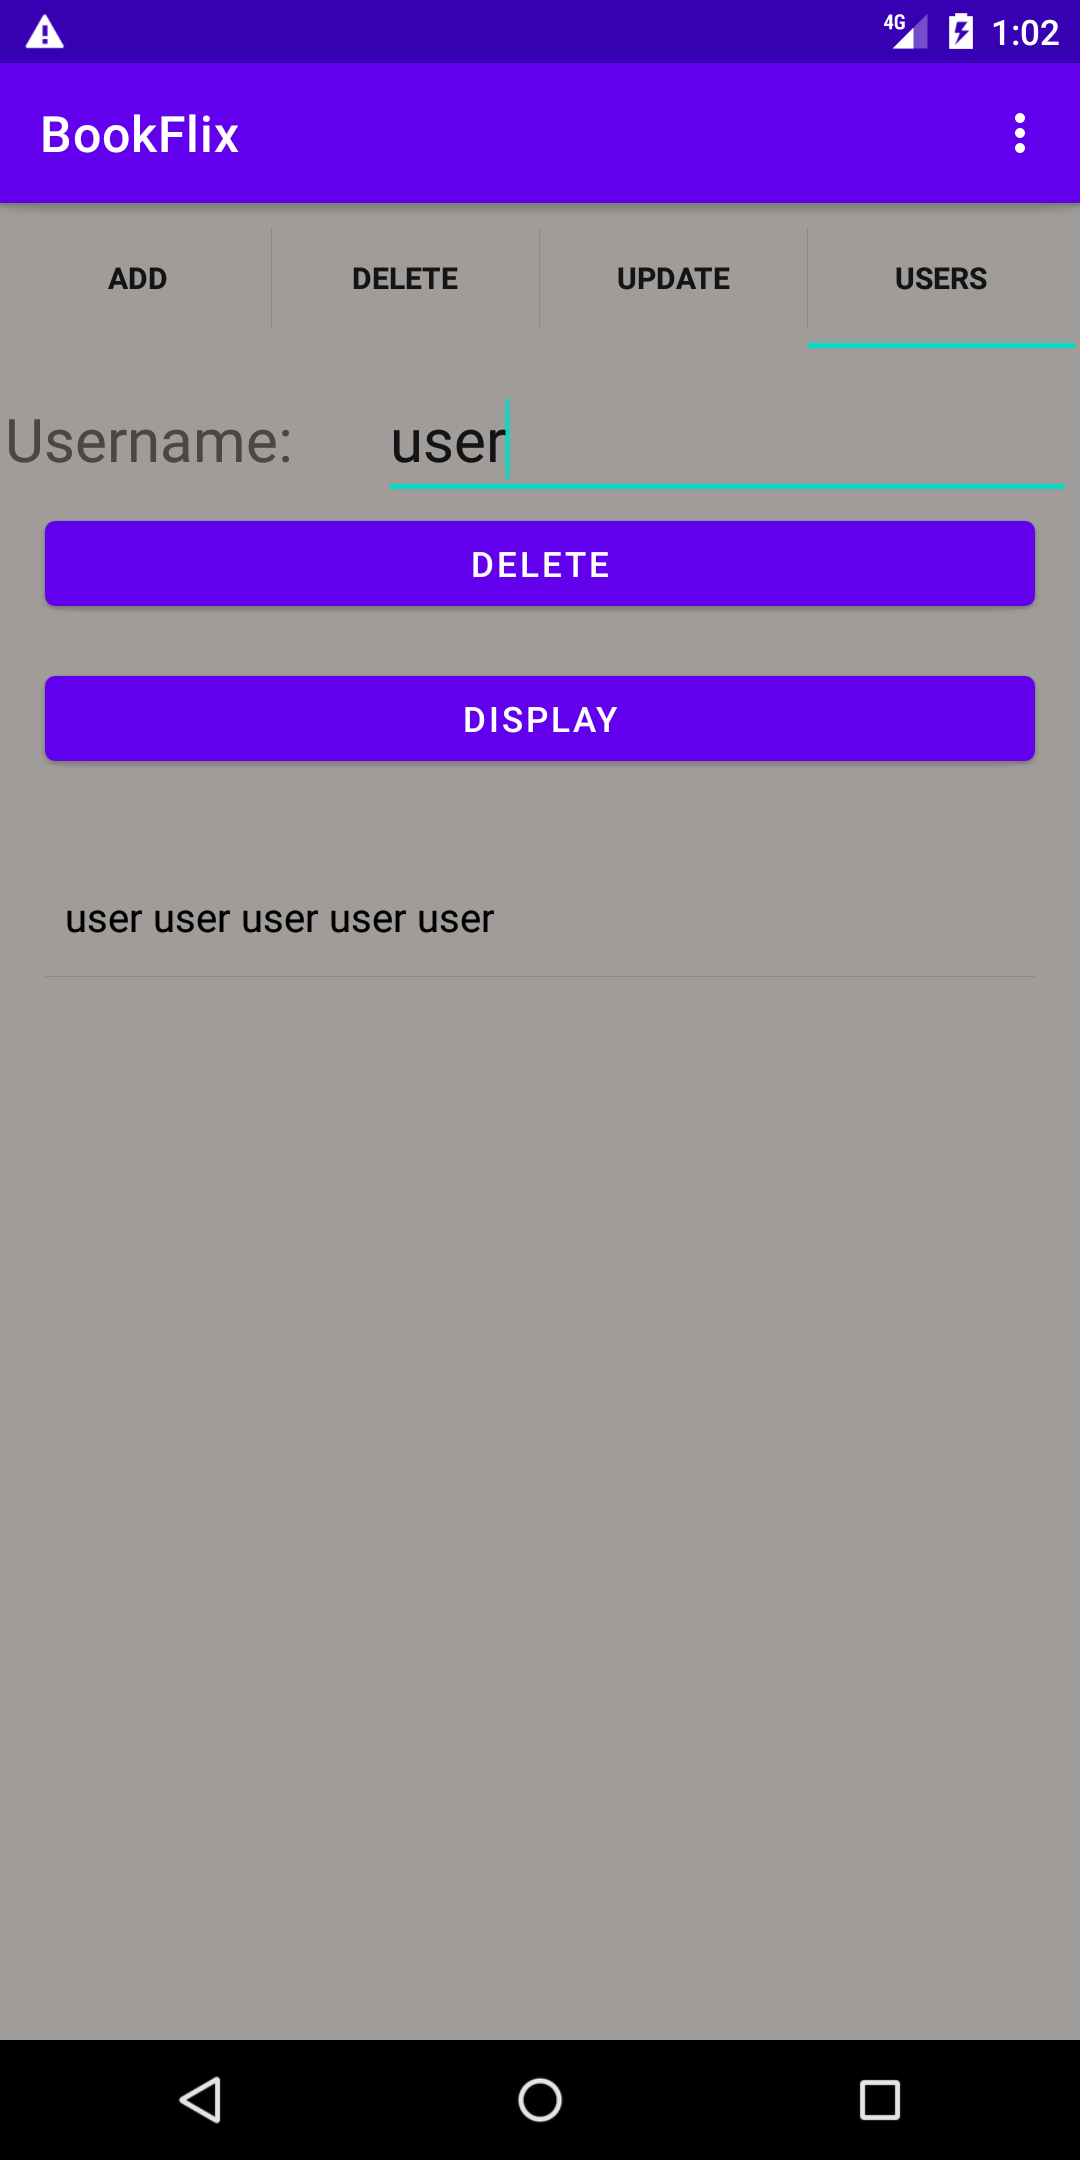 4G 1:02
BookFlix
ADD DELETE UPDATE USERS
Username: user
DELETE
DISPLAY
user user user user user